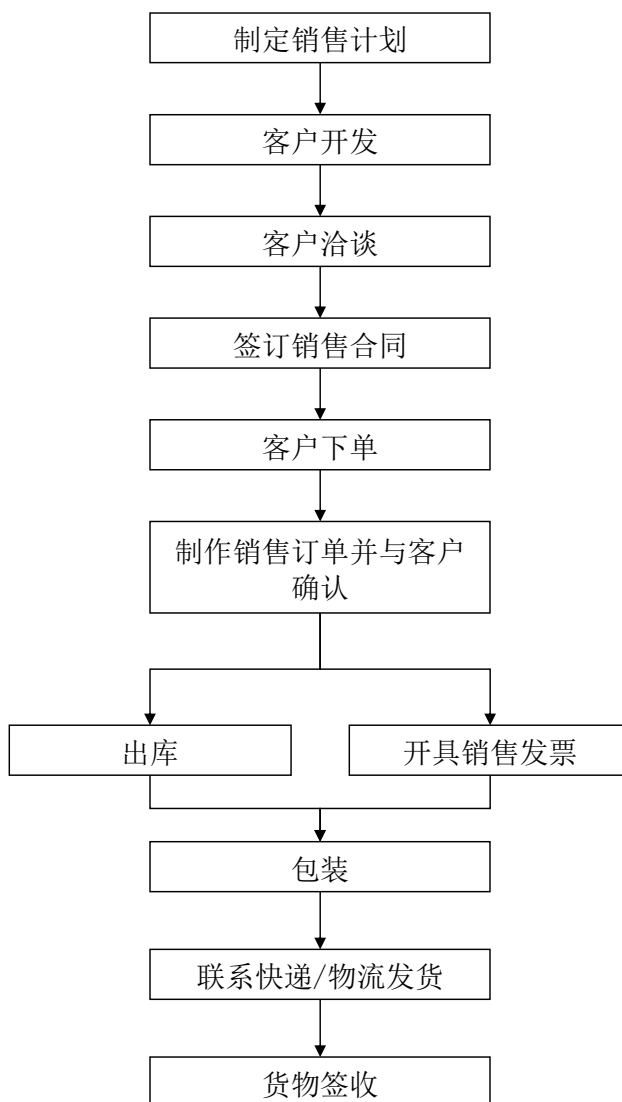 制定销售计划
客户开发
客户洽谈
签订销售合同
客户下单
制作销售订单并与客户
确认
出库
开具销售发票
包装
联系快递/物流发货
货物签收